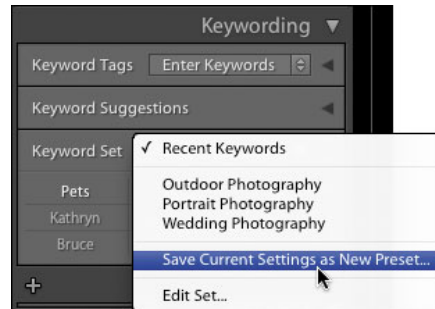 Keywording ▼
Keyword Tags Enter Keywords
Keyword Suggestions
Keyword Set ✓ Recent Keywords
Outdoor Photography
Pets Portrait Photography
Kathryn Wedding Photography
Bruce Save Current Settings as New Preset...
+ Edit Set...